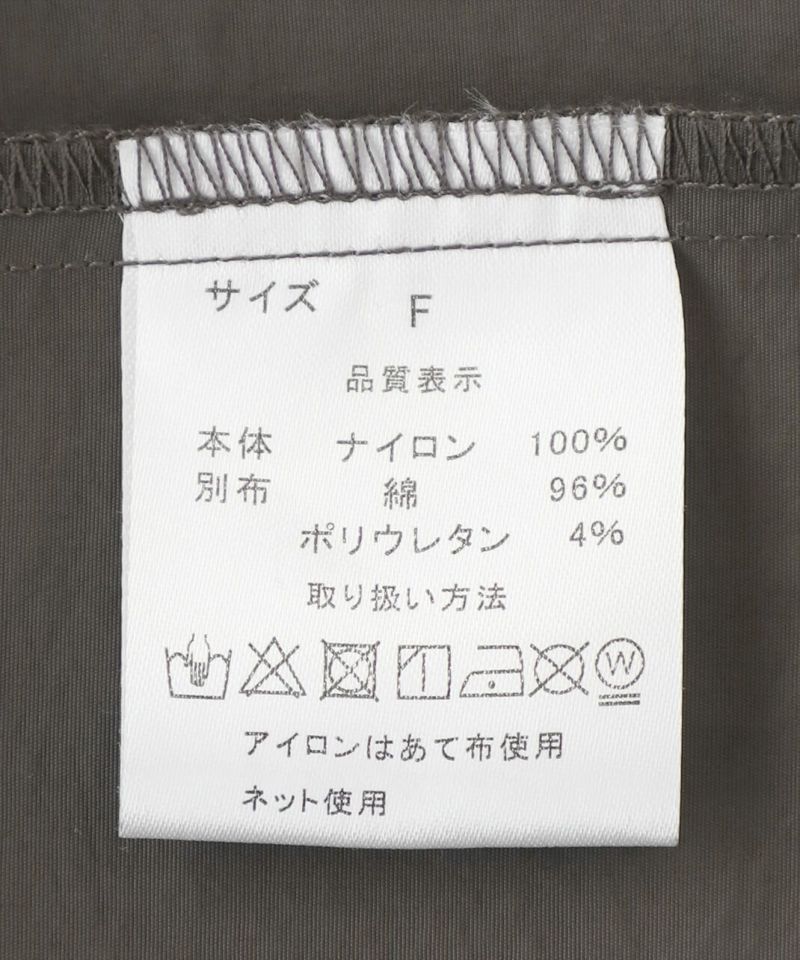 サイズ F
品質表示
本体 ナイロン 100%
別布 綿 96%
ポリウレタン 4%
取り扱い方法
W
アイロンはあて布使用
ネット使用